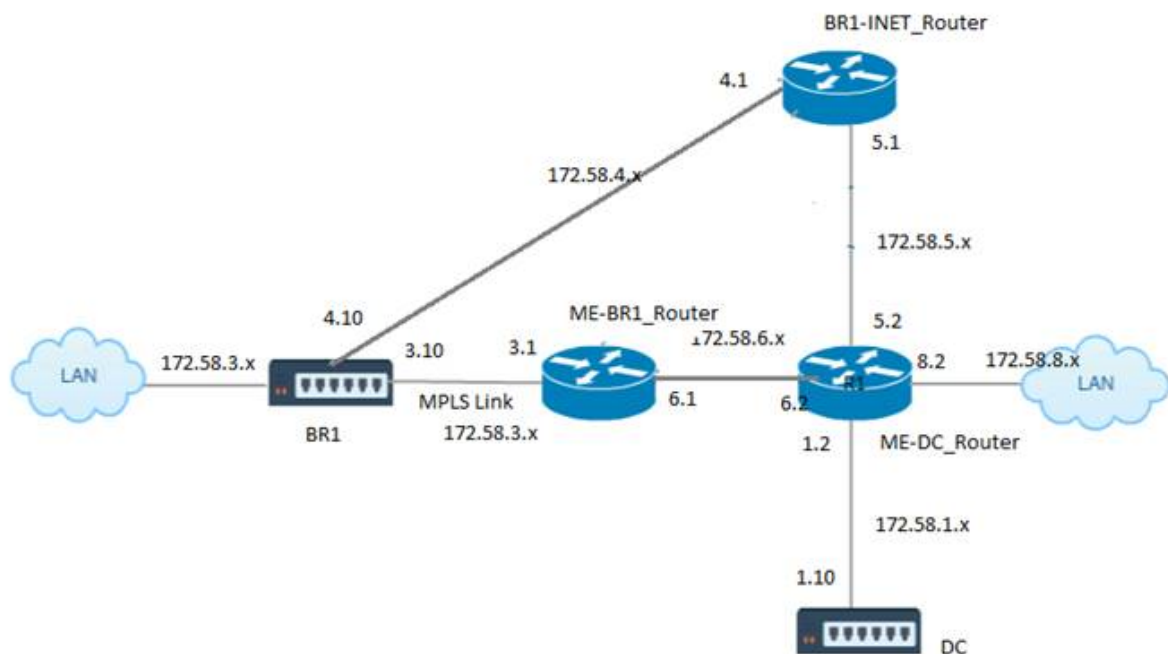 BR1-INET_Router
4.1
5.1
172.58.4.x
172.58.5.x
4.10
ME-BR1_Router
5.2
172.58.6.x
172.58.3.x
3.10
3.1
8.2
172.58.8.x
LAN
R1
LAN
MPLS Link
6.1
6.2
BR1
172.58.3.x
1.2
ME-DC_Router
172.58.1.x
1.10
DC